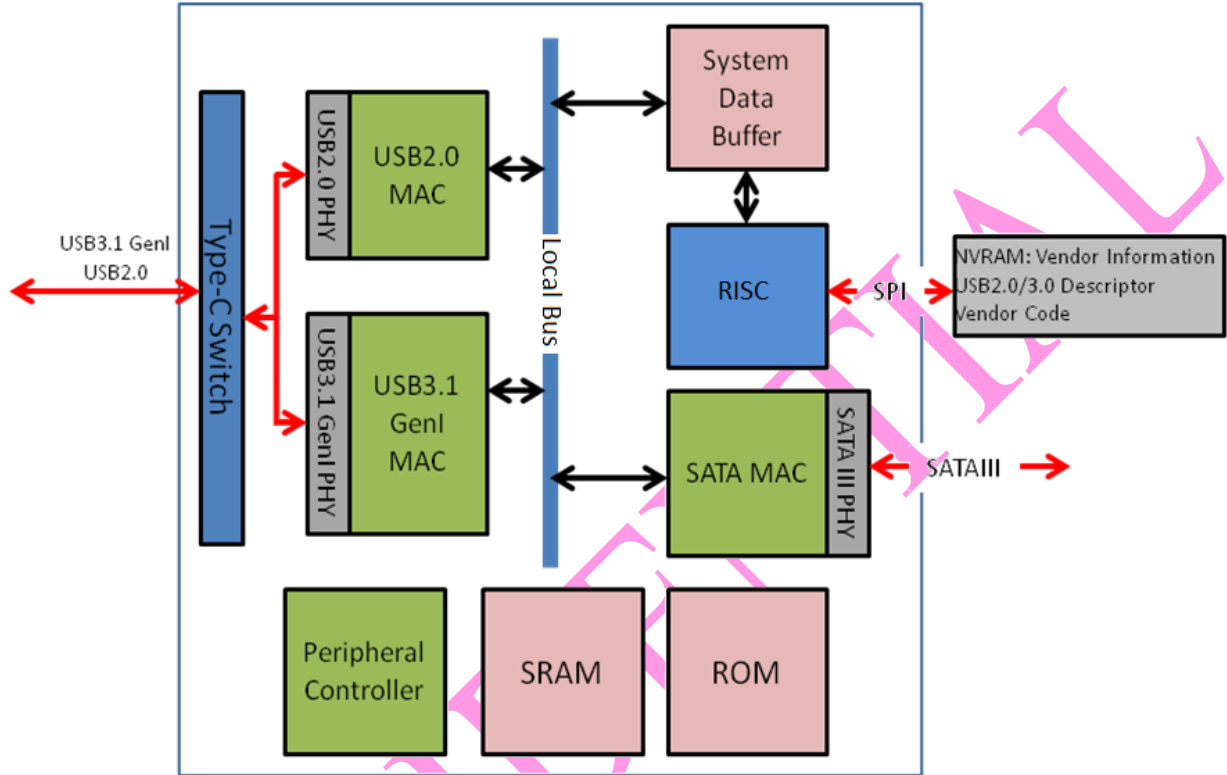 System
Data
Buffer
USB2.0 PHY
USB2.0
MAC
USB3.1 GenI
USB2.0
Type-C Switch
Local Bus
RISC
SPI
NVRAM: Vendor Information
USB2.0/3.0 Descriptor
Vendor Code
USB3.1 GenI PHY
USB3.1
GenI
MAC
SATA MAC
SATA III PHY
SATAIII
Peripheral
Controller
SRAM
ROM